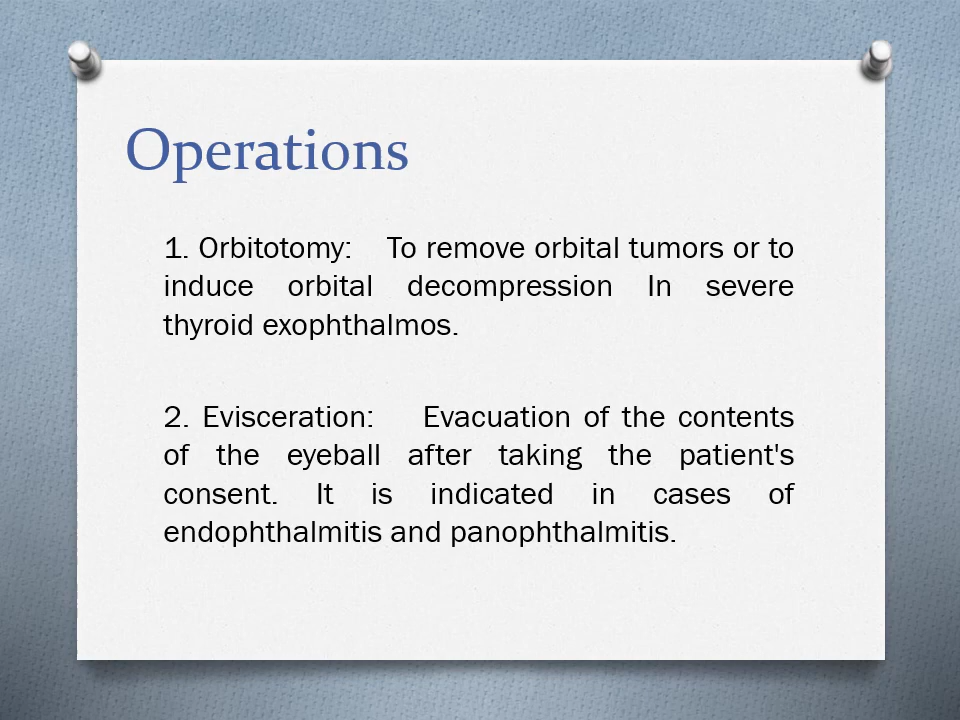 Operations
1. Orbitotomy: To remove orbital tumors or to
induce orbital decompression In severe
thyroid exophthalmos.
2. Evisceration: Evacuation of the contents
of the eyeball after taking the patient's
consent. It is indicated in cases of
endophthalmitis and panophthalmitis.